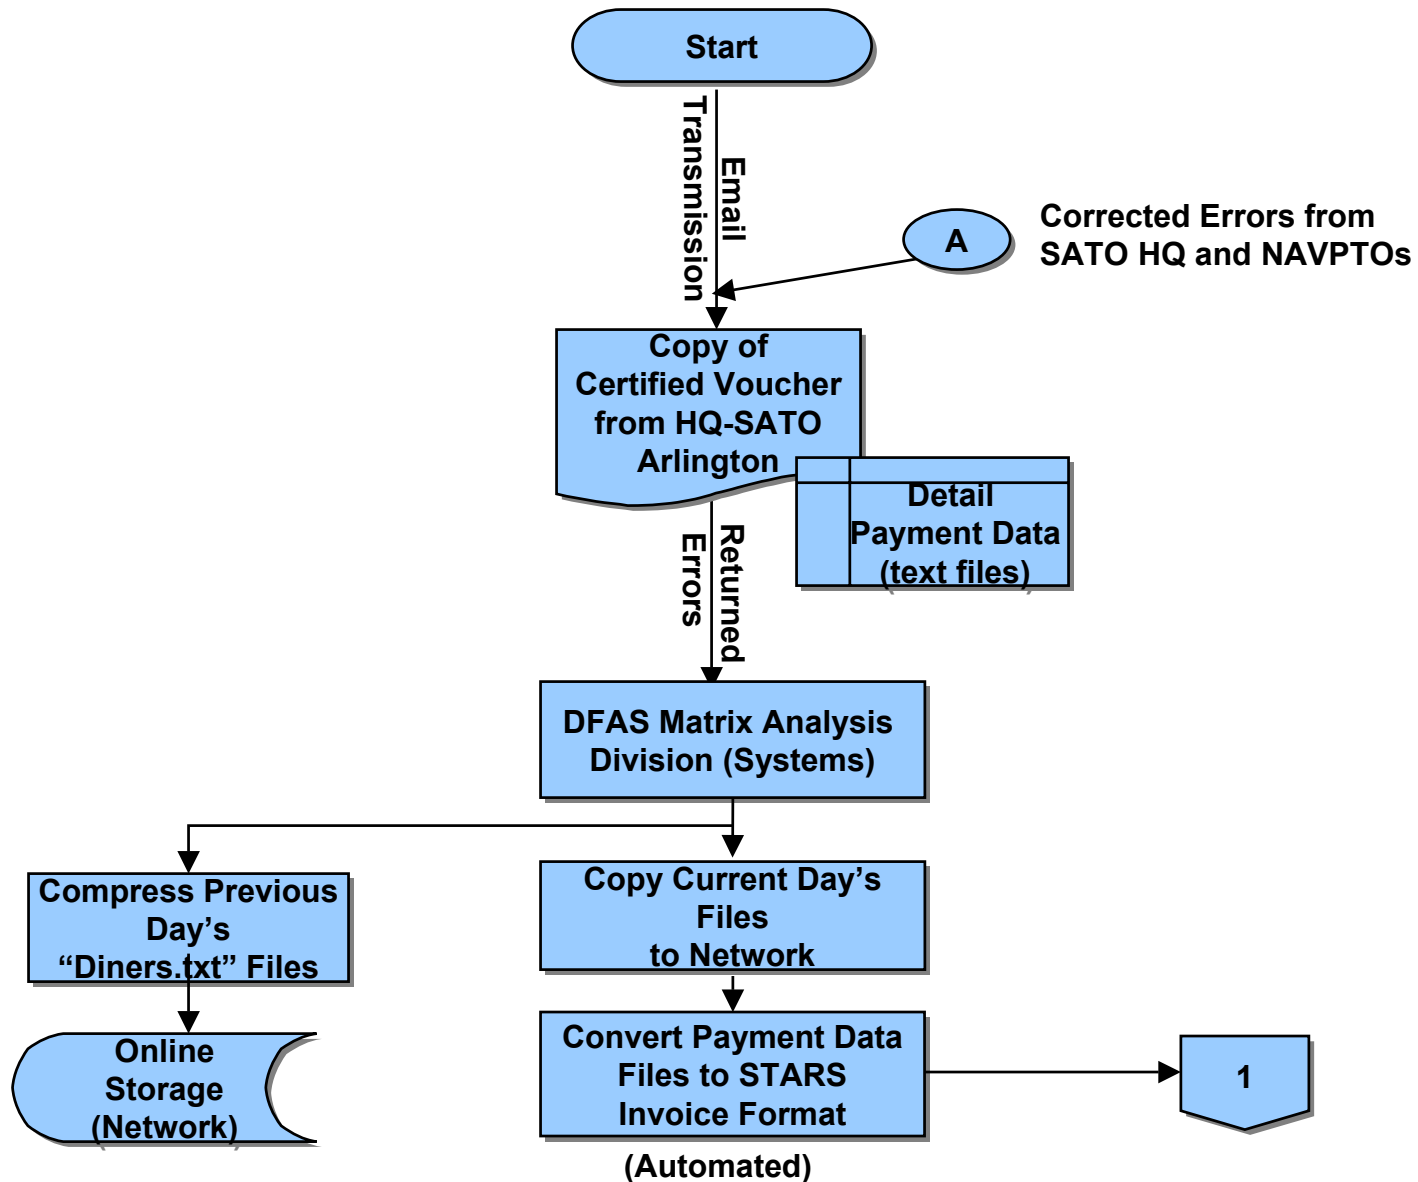 Start
Email
Transmission
A
Corrected Errors from
SATO HQ and NAVPTOs
Copy of
Certified Voucher
from HQ-SATO
Arlington
Detail
Payment Data
(text files)
Returned
Errors
DFAS Matrix Analysis
Division (Systems)
Compress Previous
Day’s
“Diners.txt” Files
Copy Current Day’s
Files
to Network
Online
Storage
(Network)
Convert Payment Data
Files to STARS
Invoice Format
(Automated)
1